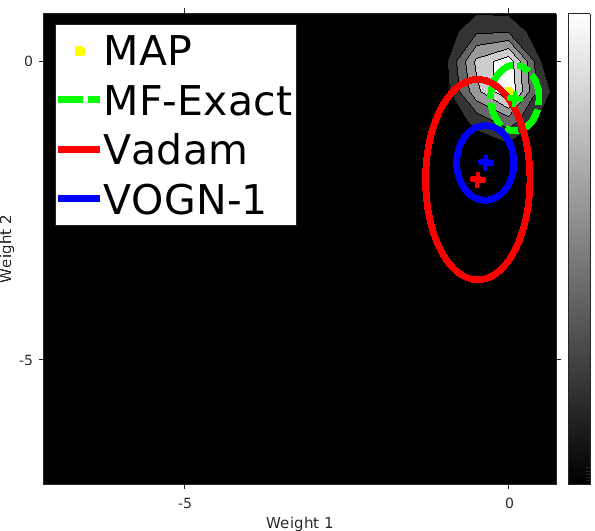 MAP
MF-Exact
Vadam
VOGN-1
0
-5
Weight 2
-5
0
Weight 1